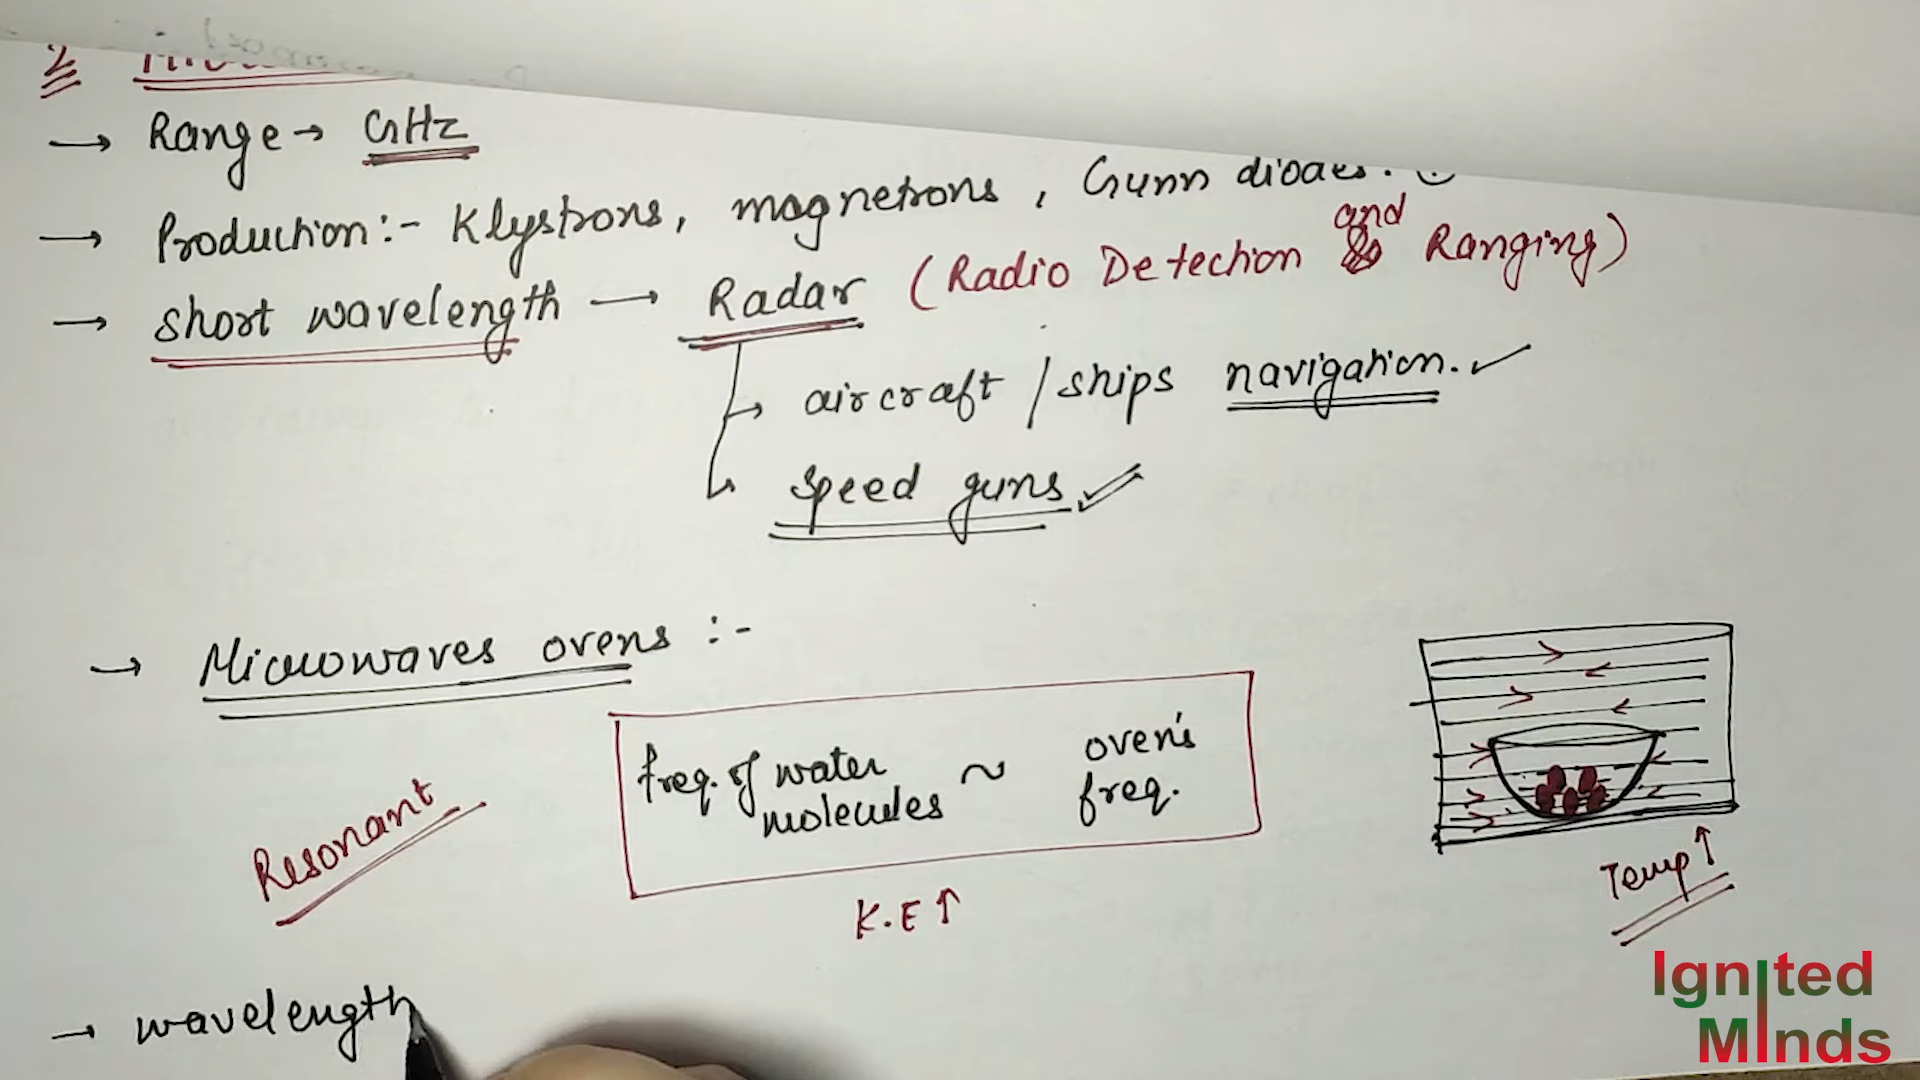 2
→ Range → GHz
→ Production:- Klystrons, magnetrons, Gunn diodes.
→ short wavelength → Radar (Radio Detection and Ranging)
→ aircraft / ships navigation. ✓
→ speed guns ✓
→ Microwaves ovens :-
freq. of water molecules ~ oven's freq.
Resonant
K.E ↑
Temp ↑
→ wavelength
Ignited
Minds